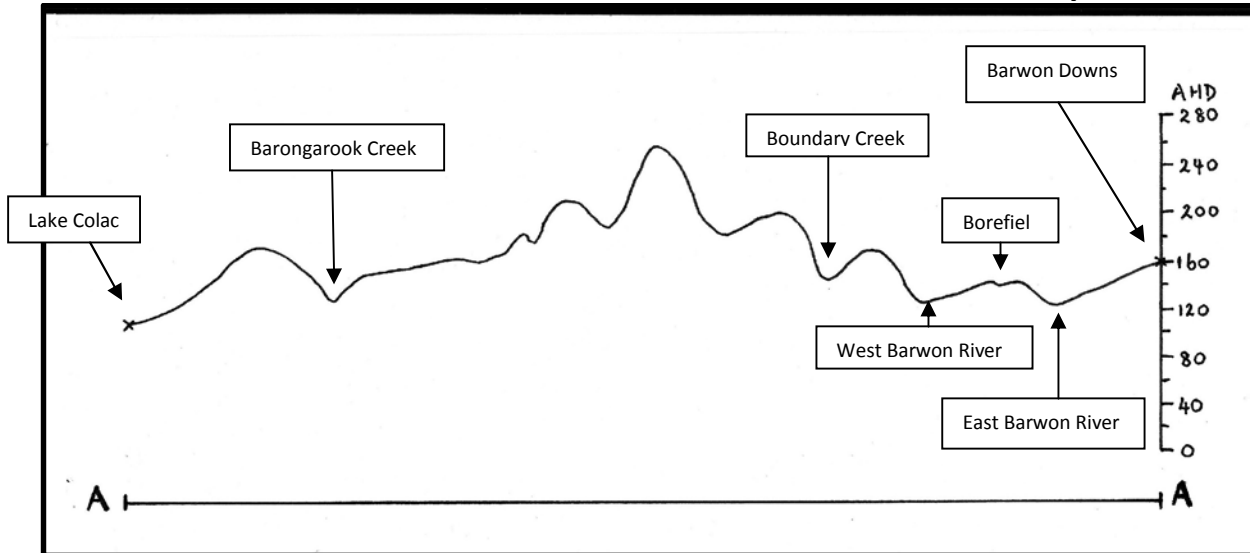 Barwon Downs
AHD
280
Boundary Creek
Barongarook Creek
240
Lake Colac
200
Borefiel
160
120
West Barwon River
80
40
East Barwon River
0
A
A